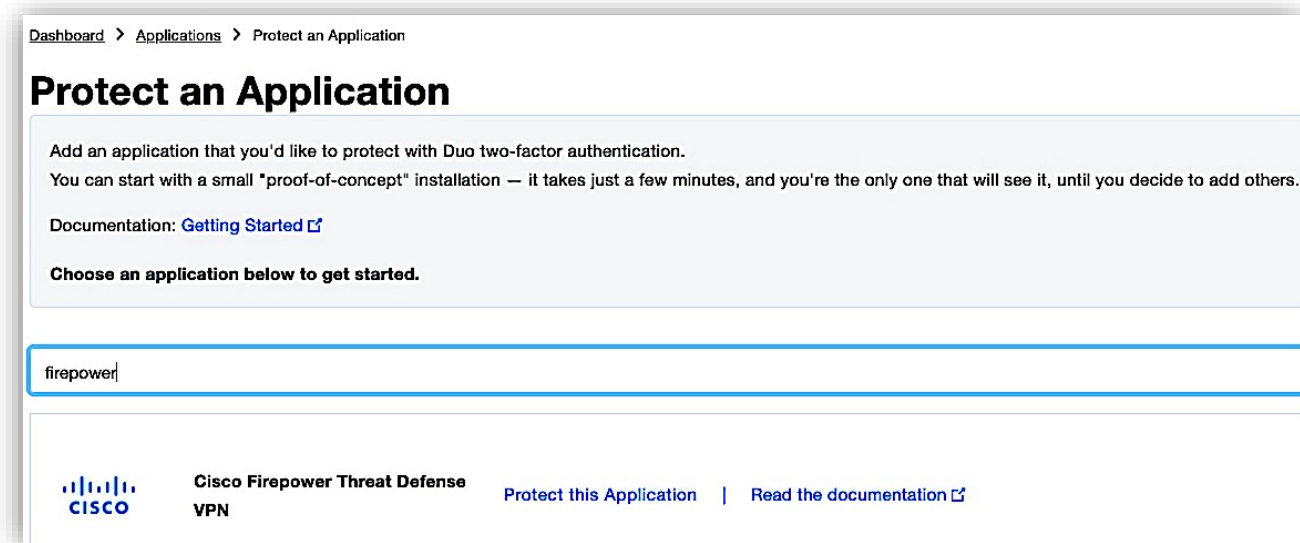 Dashboard > Applications > Protect an Application
Protect an Application
Add an application that you'd like to protect with Duo two-factor authentication.
You can start with a small "proof-of-concept" installation — it takes just a few minutes, and you're the only one that will see it, until you decide to add others.
Documentation: Getting Started
Choose an application below to get started.
firepower
CISCO
Cisco Firepower Threat Defense
VPN
Protect this Application | Read the documentation